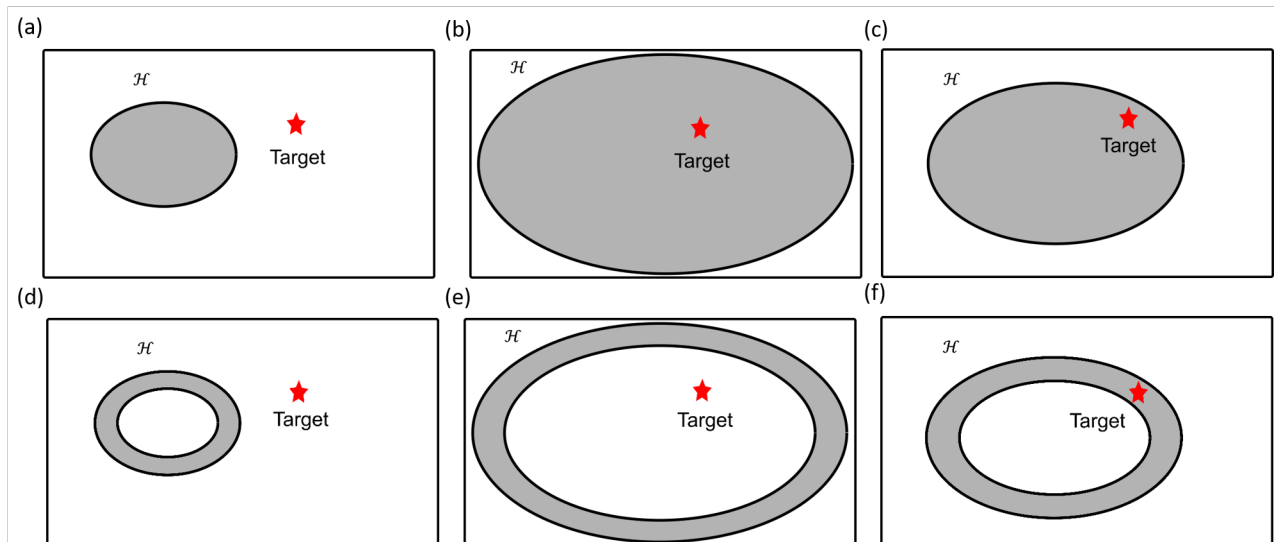 (a)
(b)
(c)
ℋ
Target
ℋ
Target
ℋ
Target
(d)
(e)
(f)
ℋ
Target
ℋ
Target
ℋ
Target